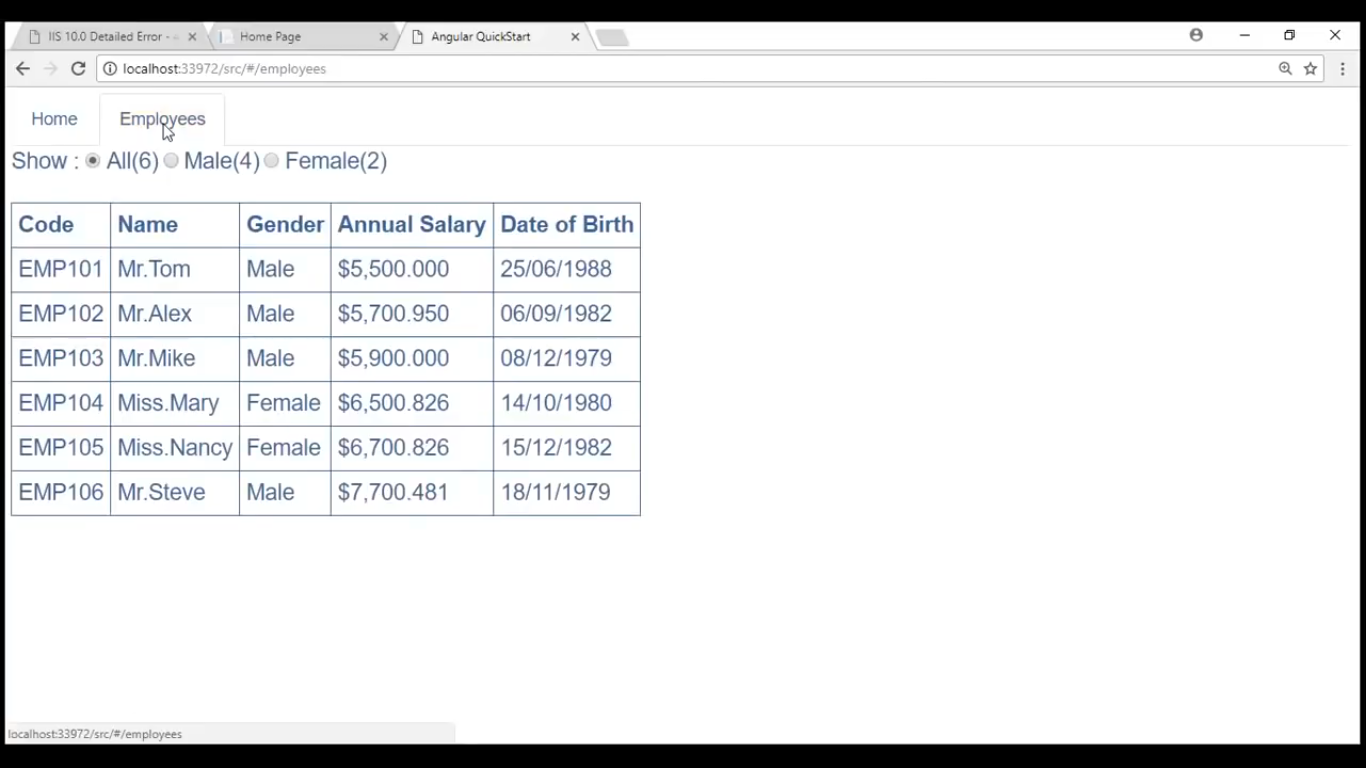 IIS 10.0 Detailed Error - Home Page Angular QuickStart
localhost:33972/src/#/employees
Home Employees
Show : All(6) Male(4) Female(2)
Code Name Gender Annual Salary Date of Birth
EMP101 Mr.Tom Male $5,500.000 25/06/1988
EMP102 Mr.Alex Male $5,700.950 06/09/1982
EMP103 Mr.Mike Male $5,900.000 08/12/1979
EMP104 Miss.Mary Female $6,500.826 14/10/1980
EMP105 Miss.Nancy Female $6,700.826 15/12/1982
EMP106 Mr.Steve Male $7,700.481 18/11/1979
localhost:33972/src/#/employees